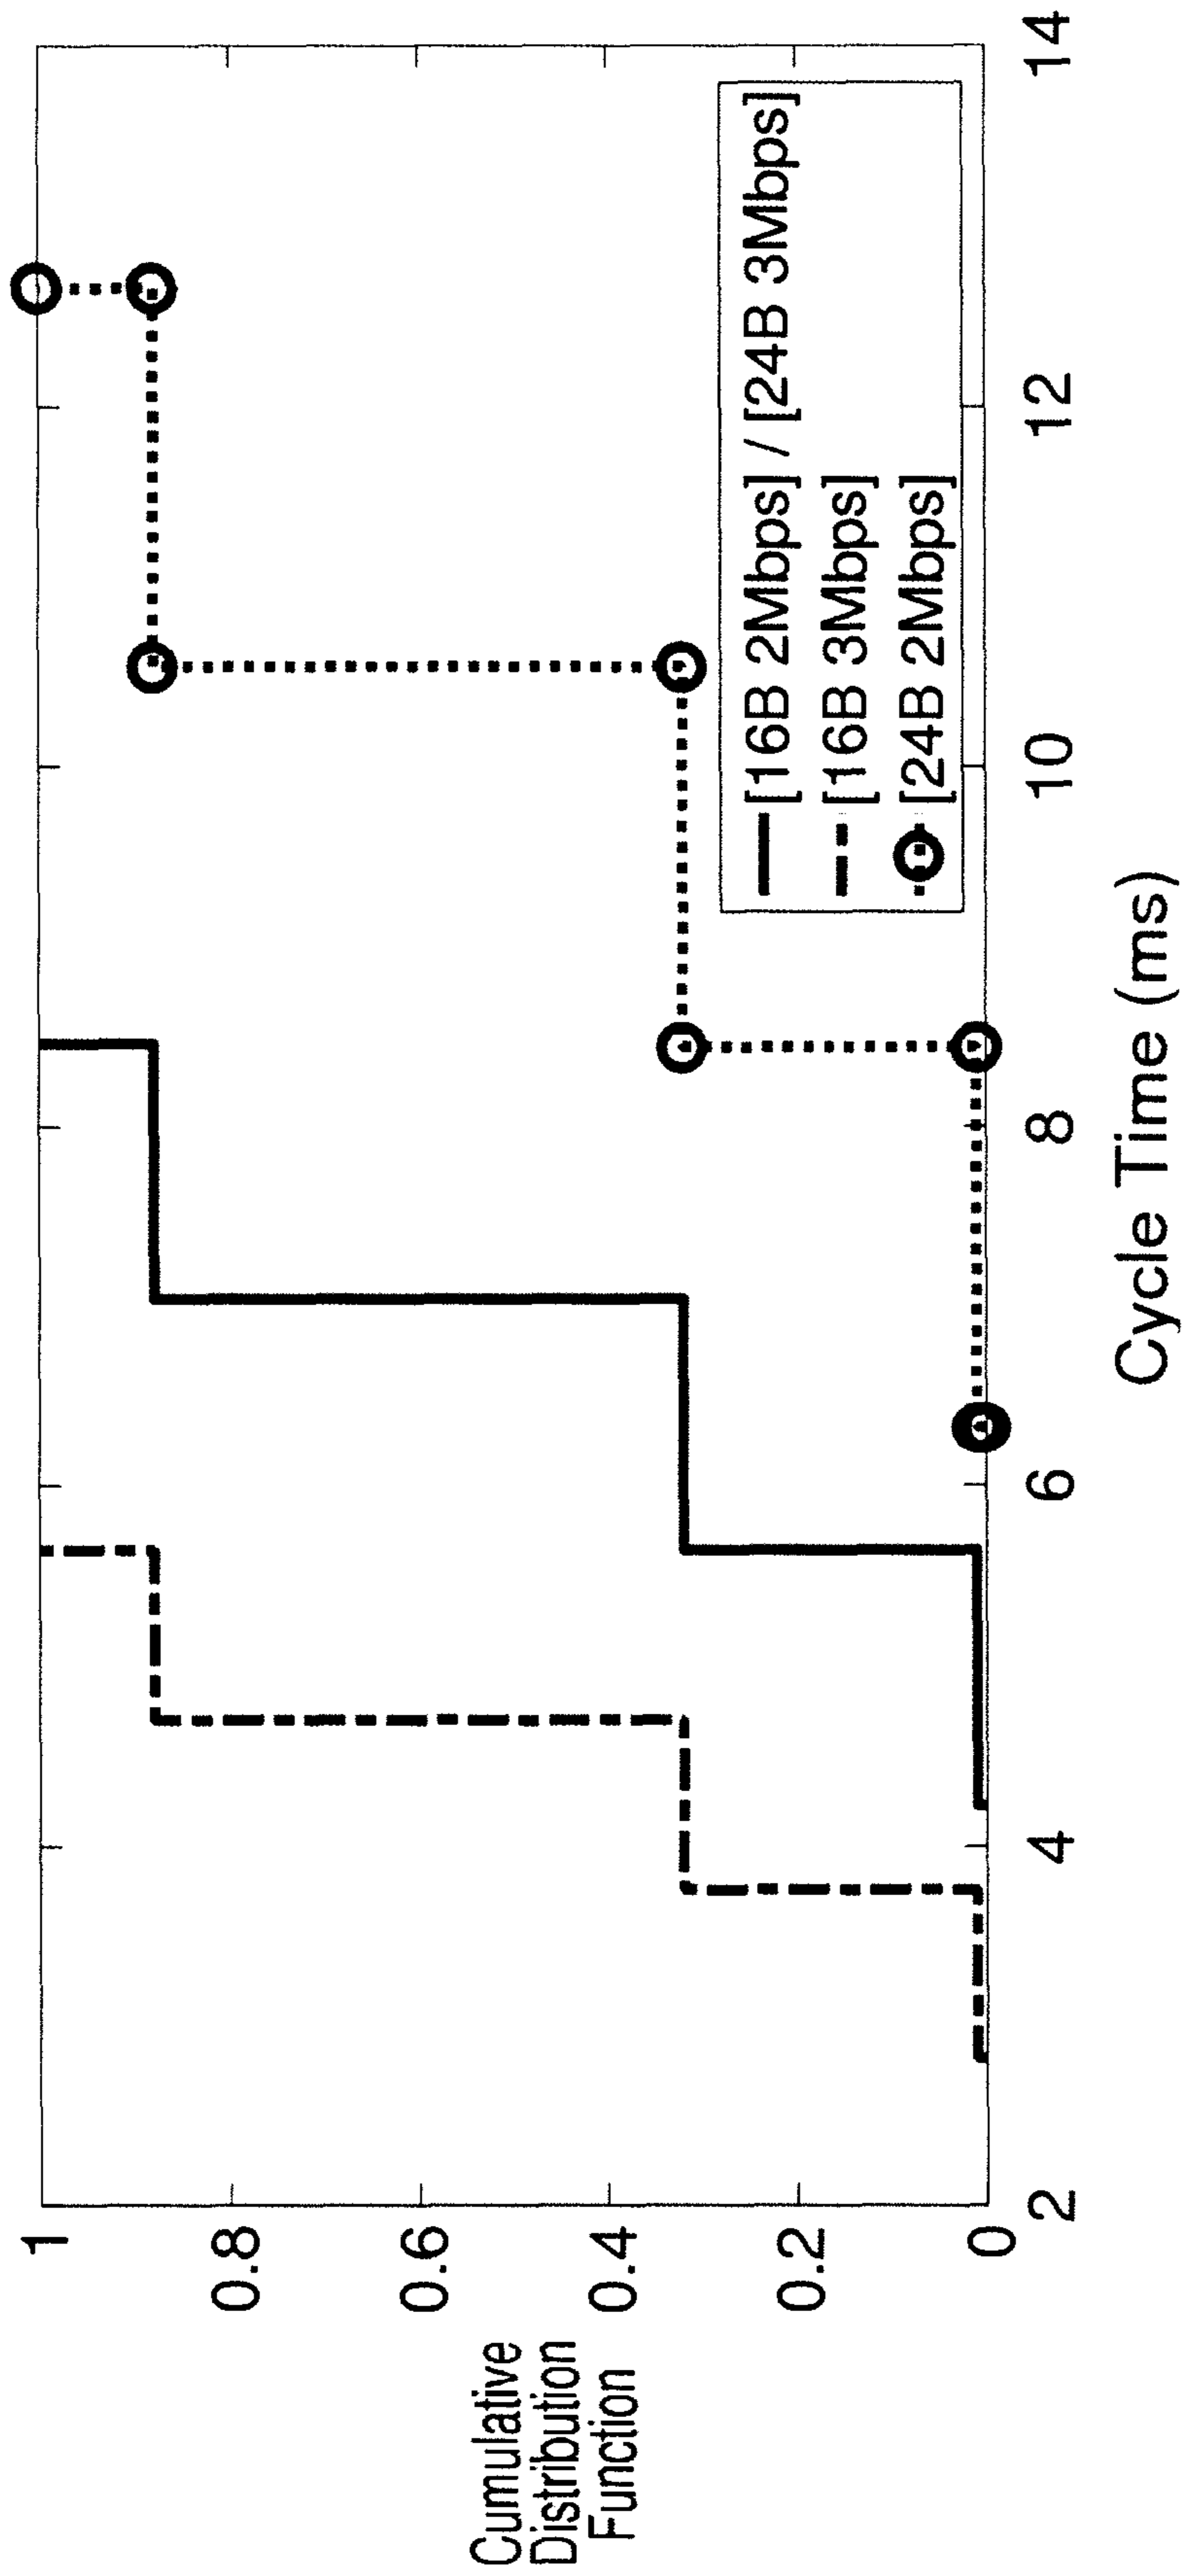 Cumulative
Distribution
Function
1
0.8
0.6
0.4
0.2
0
2
4
6
8
10
12
14
Cycle Time (ms)
[16B 2Mbps] / [24B 3Mbps]
[16B 3Mbps]
[24B 2Mbps]